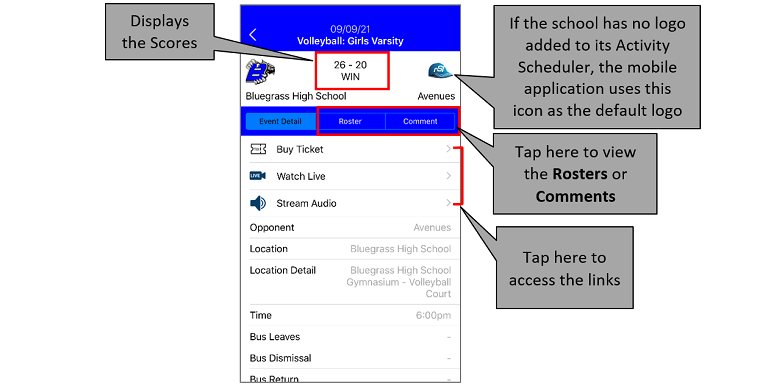 Displays
the Scores
09/09/21
Volleyball: Girls Varsity
26 - 20
WIN
Bluegrass High School
Avenues
Event Detail
Roster
Comment
Buy Ticket
LIVE
Watch Live
Stream Audio
Opponent
Avenues
Location
Bluegrass High School
Location Detail
Bluegrass High School
Gymnasium - Volleyball
Court
Time
6:00pm
Bus Leaves
-
Bus Dismissal
-
Bus Return
If the school has no logo
added to its Activity
Scheduler, the mobile
application uses this
icon as the default logo
Tap here to view
the Rosters or
Comments
Tap here to
access the links